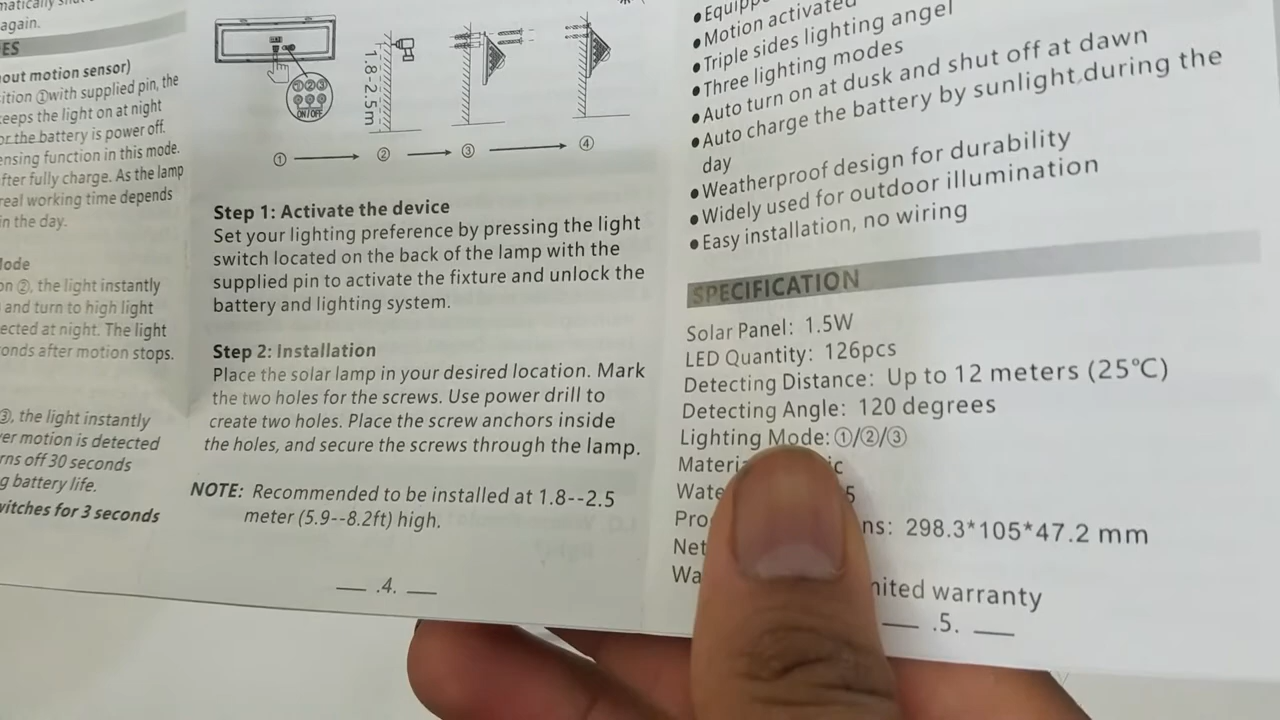 again.
ES
out motion sensor)
ition ①with supplied pin, the
keeps the light on at night
or the battery is power off.
ensing function in this mode.
fter fully charge. As the lamp
real working time depends
in the day.
Mode
on ②, the light instantly
and turn to high light
ected at night. The light
onds after motion stops.
③, the light instantly
er motion is detected
rns off 30 seconds
g battery life.
witches for 3 seconds
①②③
ON/OFF
1.8-2.5m
① ② ③ ④
Step 1: Activate the device
Set your lighting preference by pressing the light
switch located on the back of the lamp with the
supplied pin to activate the fixture and unlock the
battery and lighting system.
Step 2: Installation
Place the solar lamp in your desired location. Mark
the two holes for the screws. Use power drill to
create two holes. Place the screw anchors inside
the holes, and secure the screws through the lamp.
NOTE: Recommended to be installed at 1.8--2.5
meter (5.9--8.2ft) high.
.4.
●Equipp
●Motion activated
●Triple sides lighting angel
●Three lighting modes
●Auto turn on at dusk and shut off at dawn
●Auto charge the battery by sunlight,during the
day
●Weatherproof design for durability
●Widely used for outdoor illumination
●Easy installation, no wiring
SPECIFICATION
Solar Panel: 1.5W
LED Quantity: 126pcs
Detecting Distance: Up to 12 meters (25℃)
Detecting Angle: 120 degrees
Lighting Mode:①/②/③
Materi ic
Wate 5
Pro ns: 298.3*105*47.2 mm
Net
Wa mited warranty
.5.